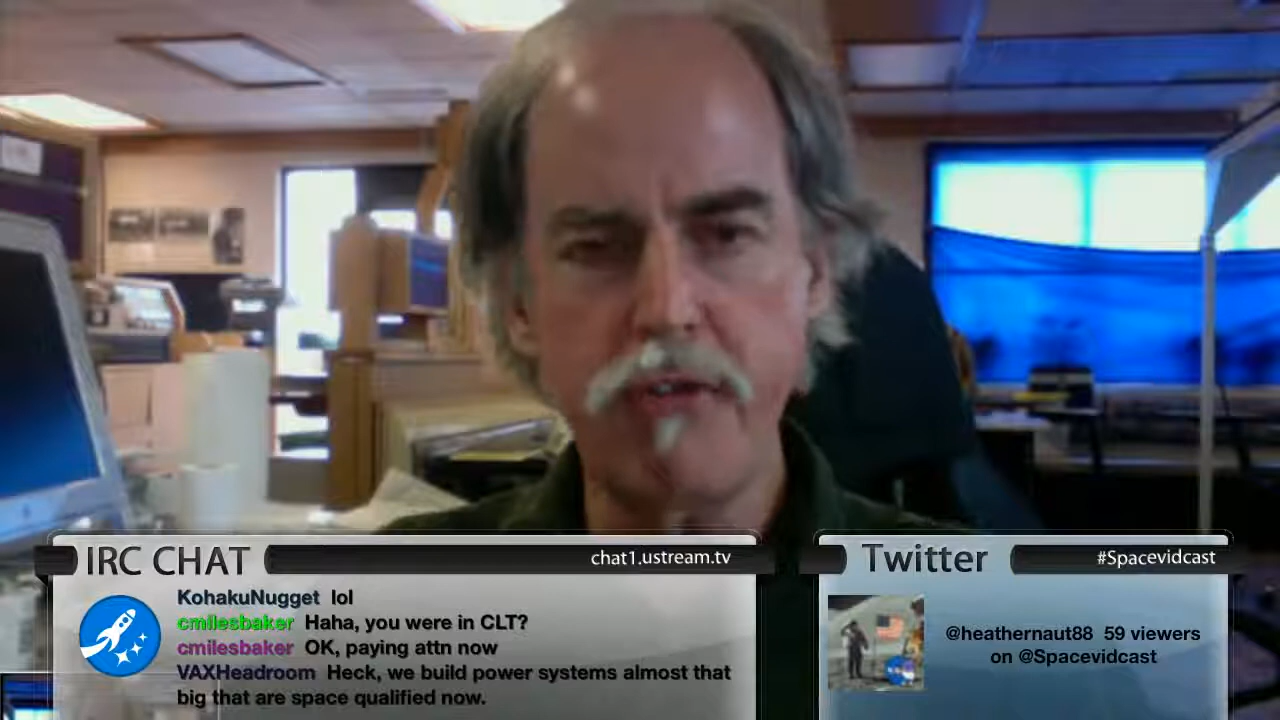 IRC CHAT
chat1.ustream.tv
KohakuNugget lol
cmilesbaker Haha, you were in CLT?
cmilesbaker OK, paying attn now
VAXHeadroom Heck, we build power systems almost that
big that are space qualified now.
Twitter
#Spacevidcast
@heathernaut88 59 viewers
on @Spacevidcast